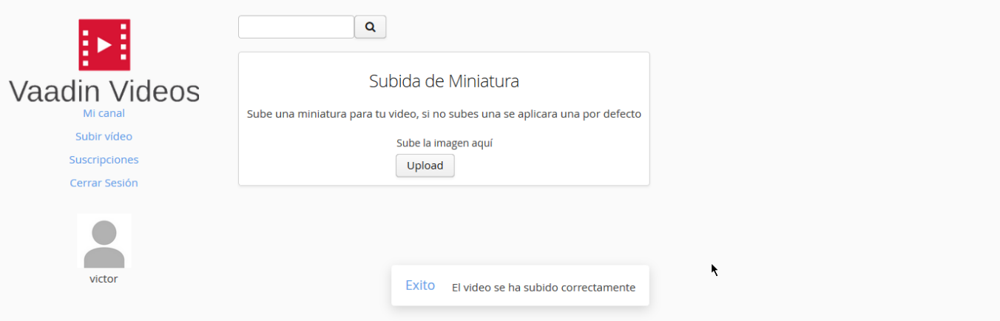 Vaadin Videos
Mi canal
Subir vídeo
Suscripciones
Cerrar Sesión
victor
Subida de Miniatura
Sube una miniatura para tu video, si no subes una se aplicara una por defecto
Sube la imagen aquí
Upload
Exito El video se ha subido correctamente